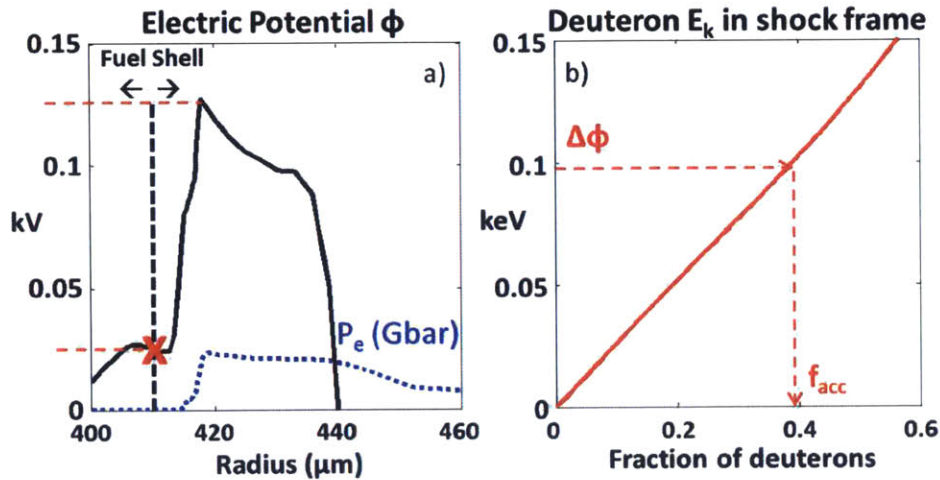 Electric Potential ϕ
0.15
Fuel Shell
a)
0.1
kV
0.05
P_e (Gbar)
0
400
420
440
460
Radius (μm)
Deuteron E_k in shock frame
0.15
b)
Δϕ
0.1
keV
0.05
f_acc
0
0
0.2
0.4
0.6
Fraction of deuterons